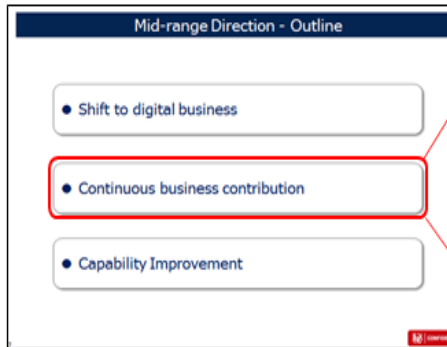 Mid-range Direction - Outline
● Shift to digital business
● Continuous business contribution
● Capability Improvement